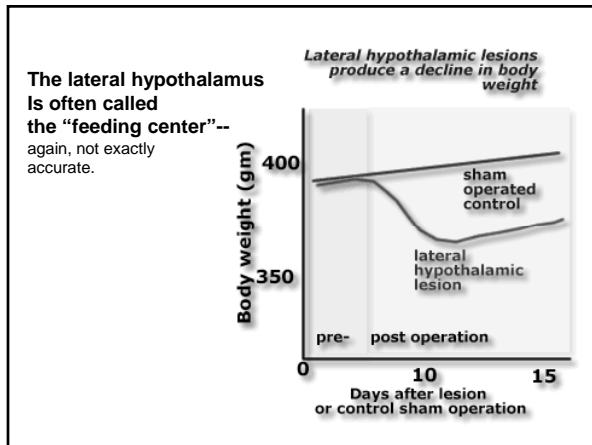 The lateral hypothalamus
Is often called
the “feeding center”--
again, not exactly
accurate.
Lateral hypothalamic lesions
produce a decline in body
weight
Body weight (gm)
400
350
sham
operated
control
lateral
hypothalamic
lesion
pre- post operation
0 10 15
Days after lesion
or control sham operation